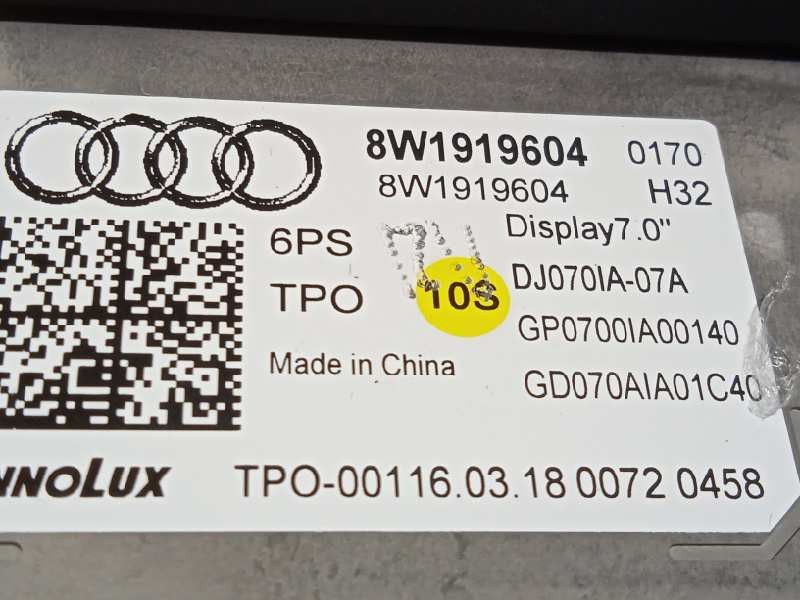 8W1919604 0170
8W1919604 H32
Display7.0"
6PS
DJ070IA-07A
TPO 10S
GP0700IA00140
Made in China
GD070AIA01C40
INNOLUX TPO-00116.03.18 0072 0458